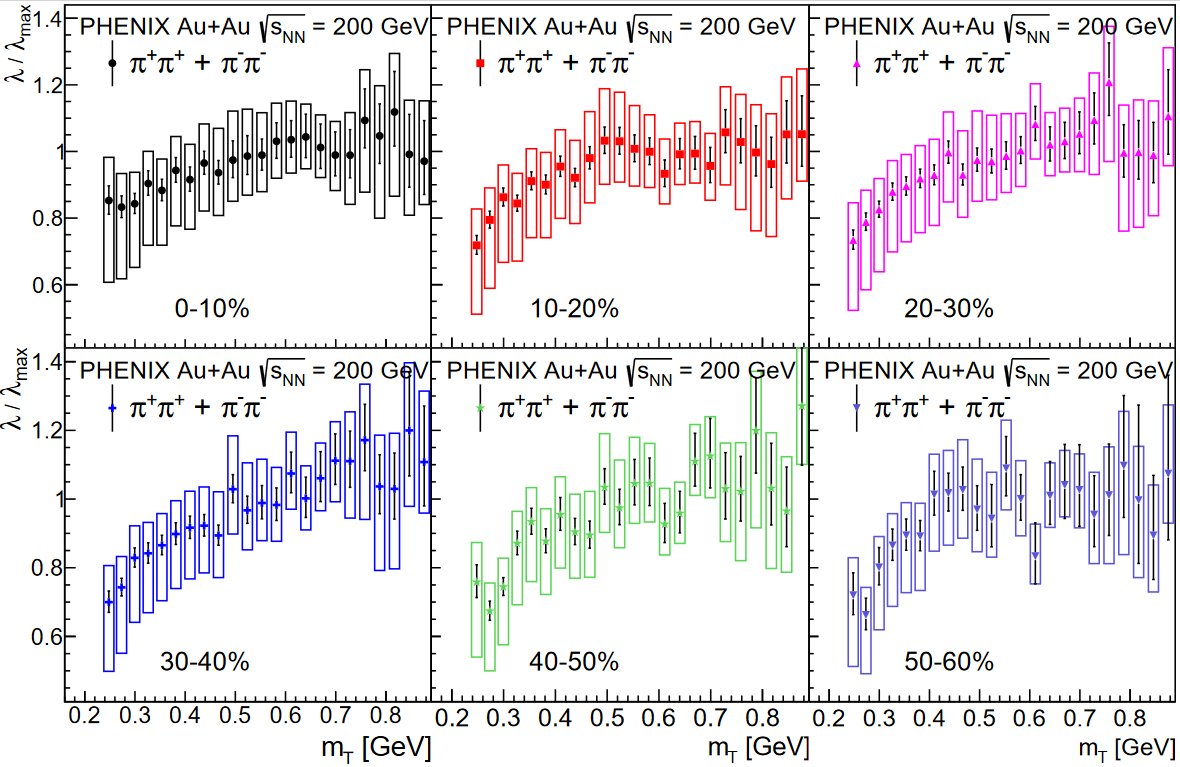 λ / λmax
1.4
1.2
1
0.8
0.6
PHENIX Au+Au √sNN = 200 GeV
π+π+ + π-π-
0-10%
PHENIX Au+Au √sNN = 200 GeV
π+π+ + π-π-
10-20%
PHENIX Au+Au √sNN = 200 GeV
π+π+ + π-π-
20-30%
λ / λmax
1.4
1.2
1
0.8
0.6
PHENIX Au+Au √sNN = 200 GeV
π+π+ + π-π-
30-40%
PHENIX Au+Au √sNN = 200 GeV
π+π+ + π-π-
40-50%
PHENIX Au+Au √sNN = 200 GeV
π+π+ + π-π-
50-60%
0.2 0.3 0.4 0.5 0.6 0.7 0.8
0.2 0.3 0.4 0.5 0.6 0.7 0.8
0.2 0.3 0.4 0.5 0.6 0.7 0.8
mT [GeV]
mT [GeV]
mT [GeV]